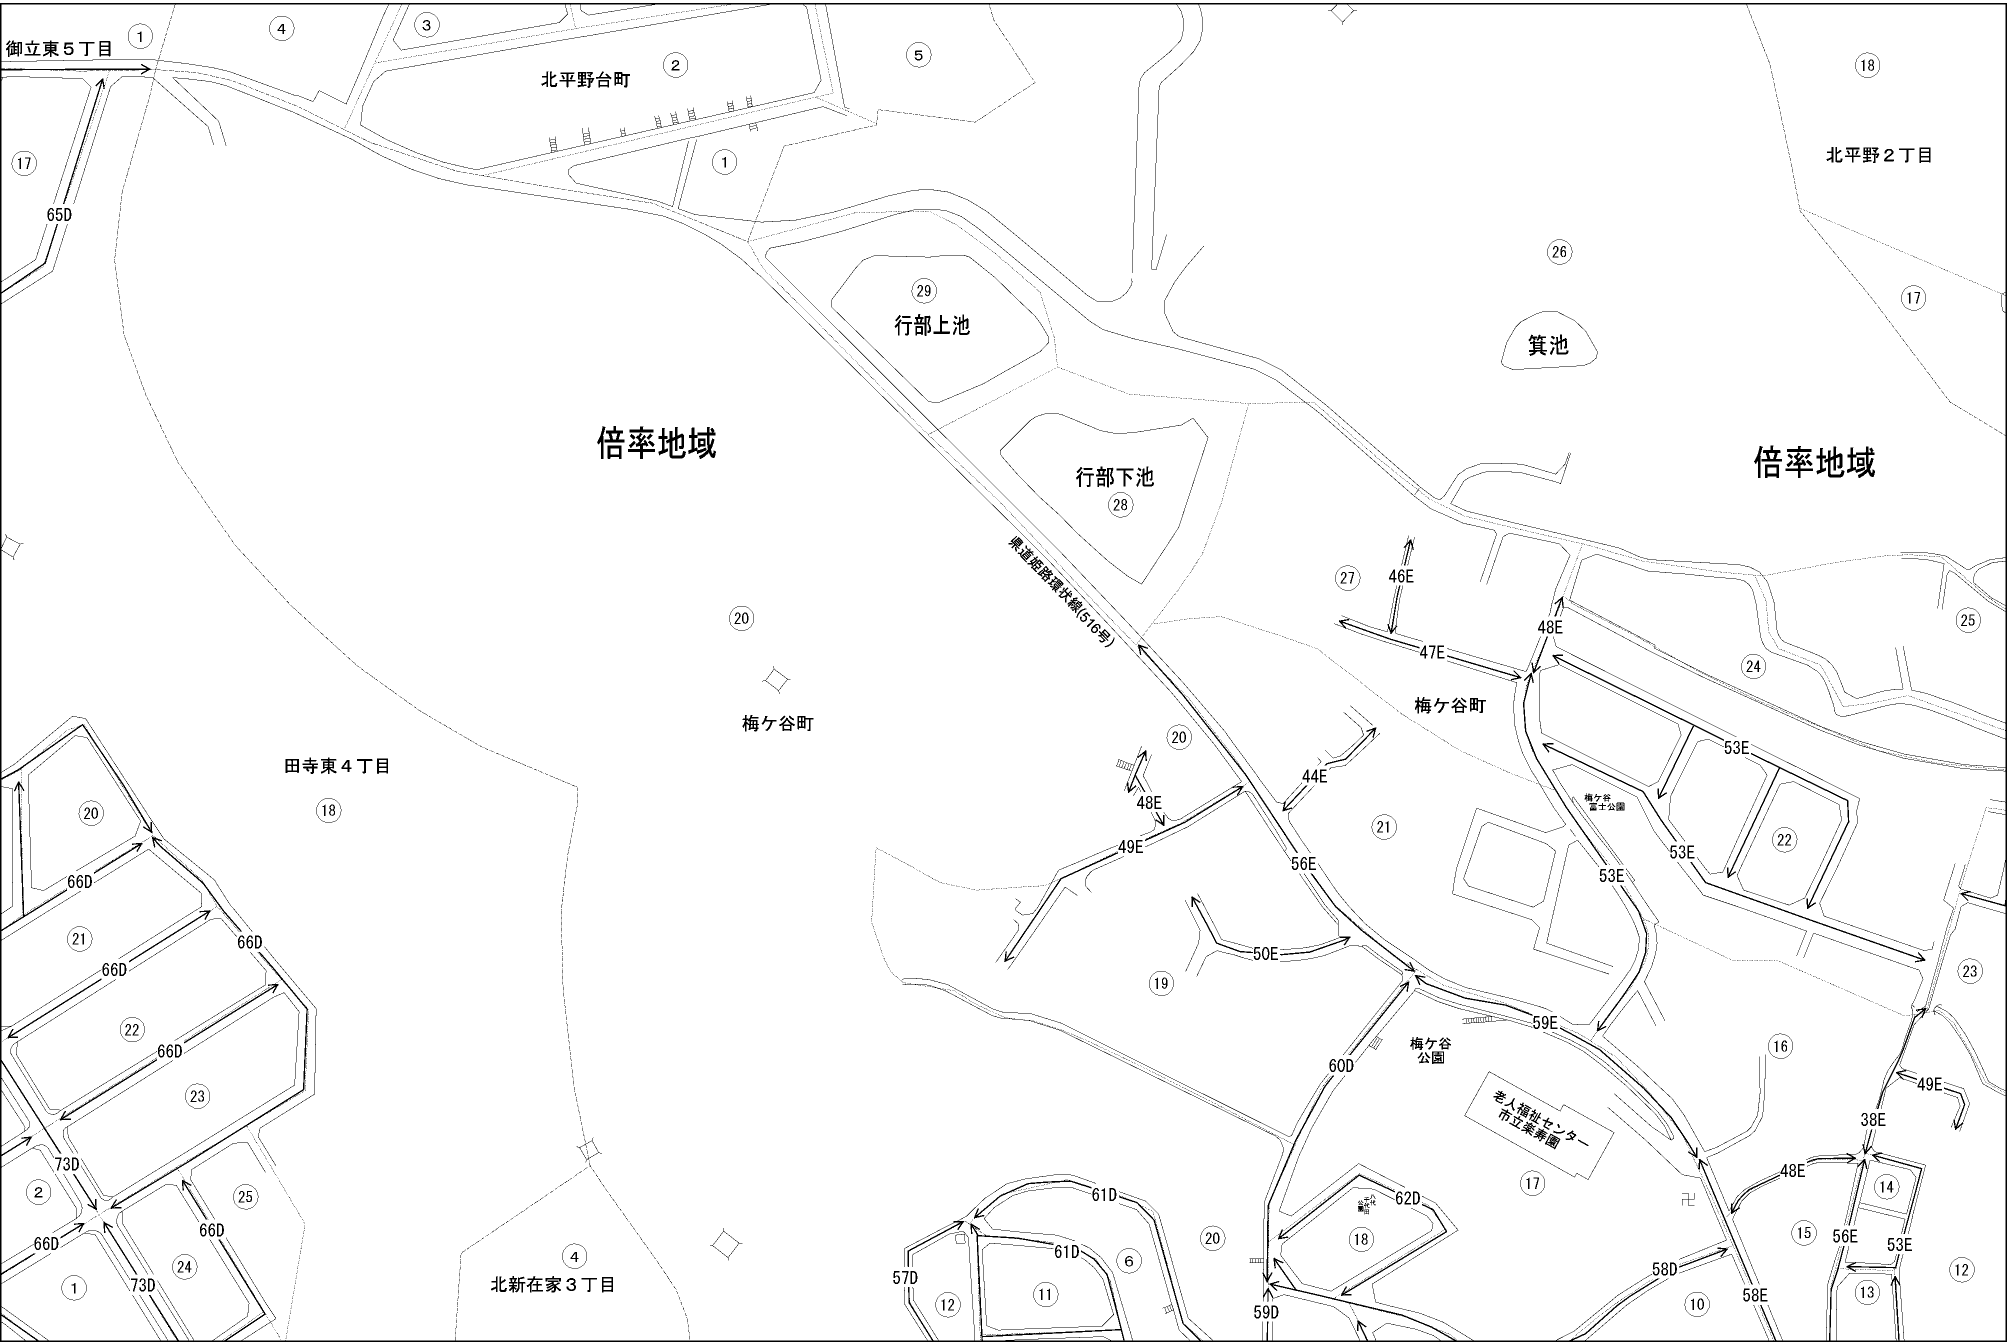 御立東5丁目
①
④
③
②
⑤
⑱
北平野台町
①
⑰
65D
北平野2丁目
㉖
⑰
㉙
行部上池
箕池
倍率地域
倍率地域
行部下池
㉘
県道姫路環状線(516号)
㉗
46E
48E
47E
㉕
㉔
⑳
梅ケ谷町
梅ケ谷町
田寺東4丁目
⑱
⑳
44E
53E
48E
49E
56E
㉑
梅ケ谷
富士公園
53E
53E
㉒
⑳
66D
㉑
66D
66D
50E
⑲
㉓
㉒
66D
59E
梅ケ谷
公園
60D
⑯
㉓
49E
38E
老人福祉センター
市立楽寿園
73D
②
㉕
66D
66D
48E
⑭
⑰
61D
62D
八代
千代田
公園
⑱
⑳
⑮
56E
53E
⑫
61D
⑥
④
北新在家3丁目
㉔
73D
①
57D
⑫
⑪
59D
58D
58E
⑩
⑬